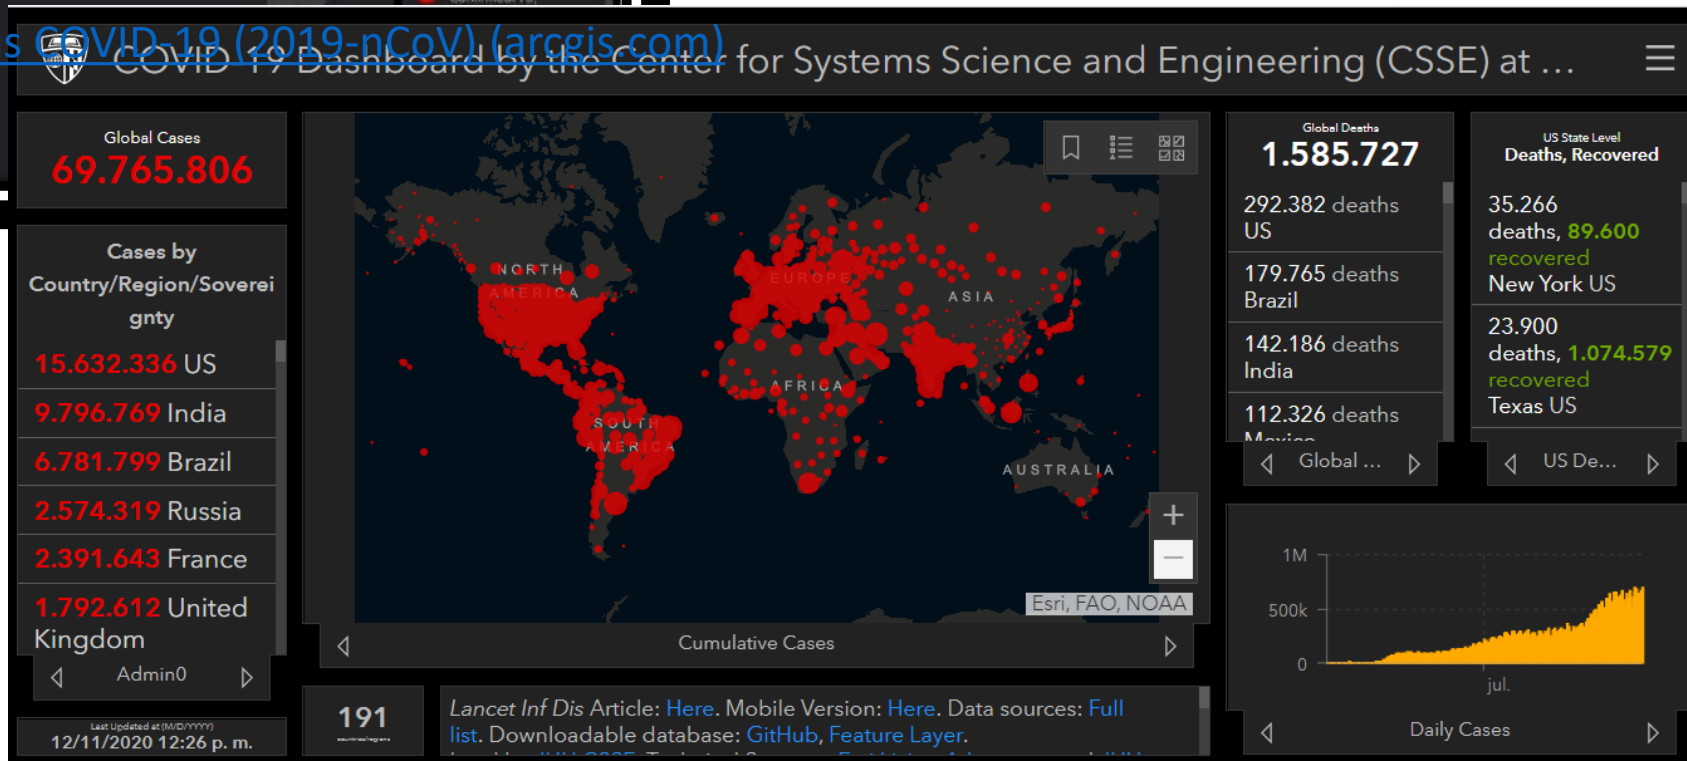 s COVID-19 (2019-nCoV) (arcgis.com)
COVID-19 Dashboard by the Center for Systems Science and Engineering (CSSE) at ...
Global Cases
69.765.806
Cases by
Country/Region/Soverei
gnty
15.632.336 US
9.796.769 India
6.781.799 Brazil
2.574.319 Russia
2.391.643 France
1.792.612 United
Kingdom
Admin0
Last Updated at (M/D/YYYY)
12/11/2020 12:26 p. m.
NORTH
AMERICA
EUROPE
ASIA
AFRICA
SOUTH
AMERICA
AUSTRALIA
Esri, FAO, NOAA
Cumulative Cases
191
countries/regions
Lancet Inf Dis Article: Here. Mobile Version: Here. Data sources: Full
list. Downloadable database: GitHub, Feature Layer.
Global Deaths
1.585.727
292.382 deaths
US
179.765 deaths
Brazil
142.186 deaths
India
112.326 deaths
Mexico
Global ...
US State Level
Deaths, Recovered
35.266
deaths, 89.600
recovered
New York US
23.900
deaths, 1.074.579
recovered
Texas US
US De...
1M
500k
0
jul.
Daily Cases